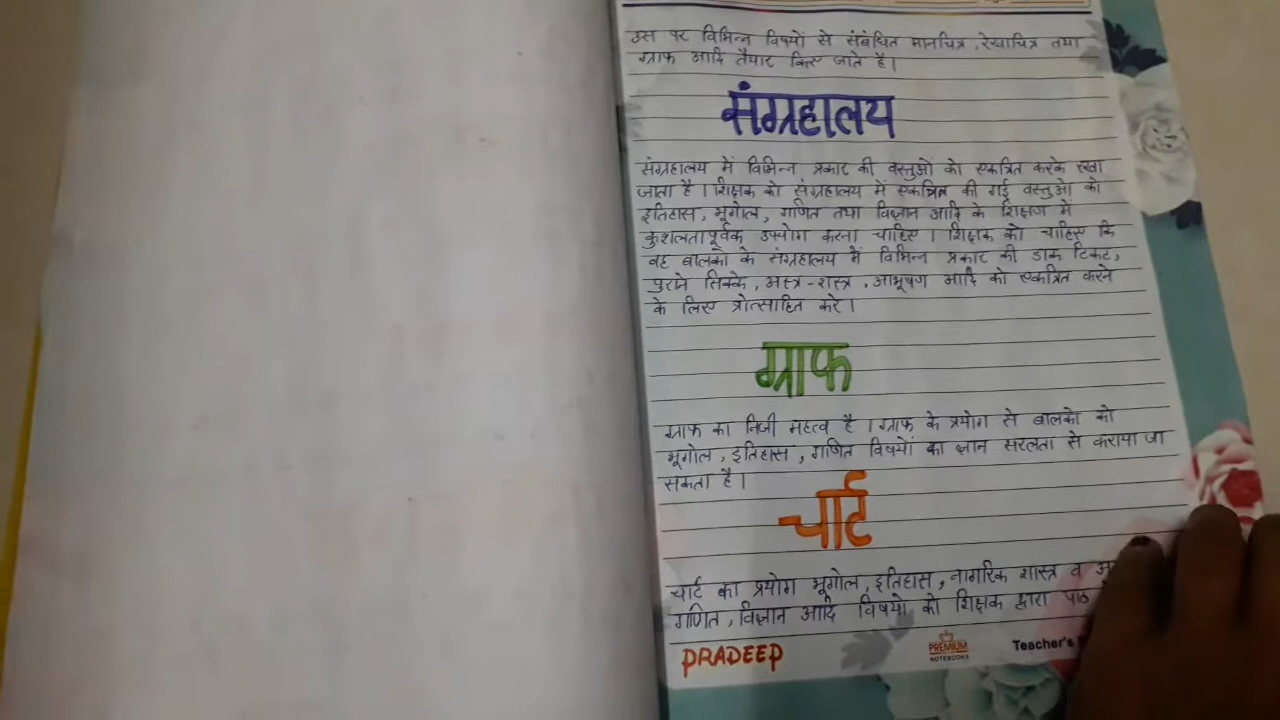 उस पर विभिन्न विषयों से संबंधित मानचित्र, रेखाचित्र तथा
ग्राफ आदि तैयार किए जाते है।
संग्रहालय
संग्रहालय में विभिन्न प्रकार की वस्तुओं को एकत्रित करके रखा
जाता है। शिक्षक को संग्रहालय में एकत्रित की गई वस्तुओ को
इतिहास, भूगोल, गणित तथा विज्ञान आदि के शिक्षण में
कुशलतापूर्वक उपयोग करना चाहिए। शिक्षक को चाहिए कि
वह बालको के संग्रहालय में विभिन्न प्रकार की डाक टिकट,
पुराने सिक्के, अस्त्र-शस्त्र, आभूषण आदि को एकत्रित करने
के लिए प्रोत्साहित करे।
ग्राफ
ग्राफ का निजी महत्व है। ग्राफ के प्रयोग से बालको को
भूगोल, इतिहास, गणित विषयों का ज्ञान सरलता से कराया जा
सकता है।
चार्ट
चार्ट का प्रयोग भूगोल, इतिहास, नागरिक शास्त्र व
गणित, विज्ञान आदि विषयो को शिक्षक द्वारा पाठ
PRADEEP
PREMIUM
NOTEBOOKS
Teacher's